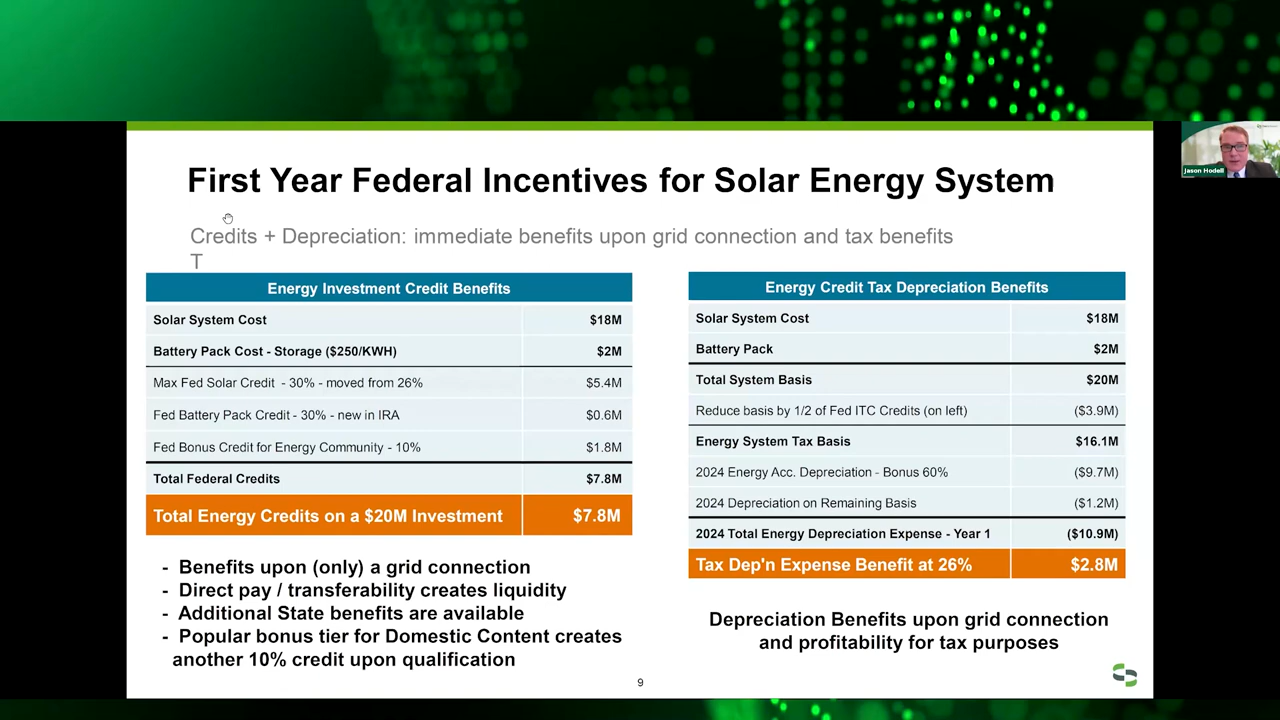 First Year Federal Incentives for Solar Energy System
Credits + Depreciation: immediate benefits upon grid connection and tax benefits
T
Energy Investment Credit Benefits
Solar System Cost $18M
Battery Pack Cost - Storage ($250/KWH) $2M
Max Fed Solar Credit - 30% - moved from 26% $5.4M
Fed Battery Pack Credit - 30% - new in IRA $0.6M
Fed Bonus Credit for Energy Community - 10% $1.8M
Total Federal Credits $7.8M
Total Energy Credits on a $20M Investment $7.8M
- Benefits upon (only) a grid connection
- Direct pay / transferability creates liquidity
- Additional State benefits are available
- Popular bonus tier for Domestic Content creates
another 10% credit upon qualification
Energy Credit Tax Depreciation Benefits
Solar System Cost $18M
Battery Pack $2M
Total System Basis $20M
Reduce basis by 1/2 of Fed ITC Credits (on left) ($3.9M)
Energy System Tax Basis $16.1M
2024 Energy Acc. Depreciation - Bonus 60% ($9.7M)
2024 Depreciation on Remaining Basis ($1.2M)
2024 Total Energy Depreciation Expense - Year 1 ($10.9M)
Tax Dep'n Expense Benefit at 26% $2.8M
Depreciation Benefits upon grid connection
and profitability for tax purposes
9
Jason Hodell